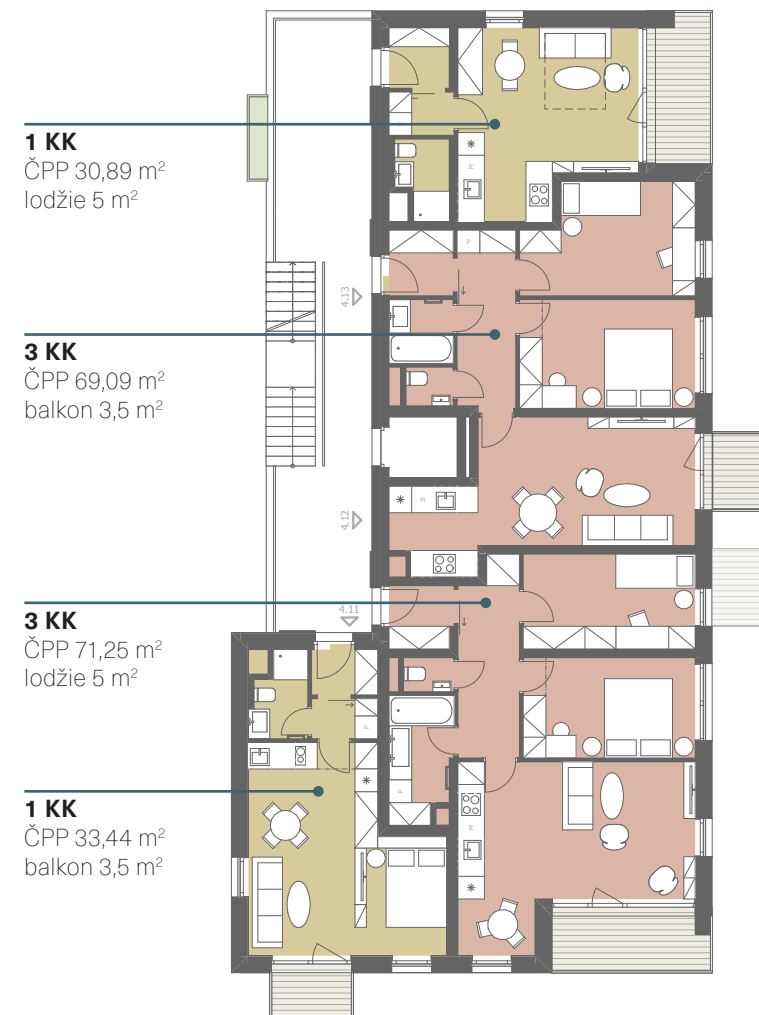 1 KK
ČPP 30,89 m²
lodžie 5 m²
4.13
3 KK
ČPP 69,09 m²
balkon 3,5 m²
4.12
3 KK
ČPP 71,25 m²
lodžie 5 m²
4.11
1 KK
ČPP 33,44 m²
balkon 3,5 m²